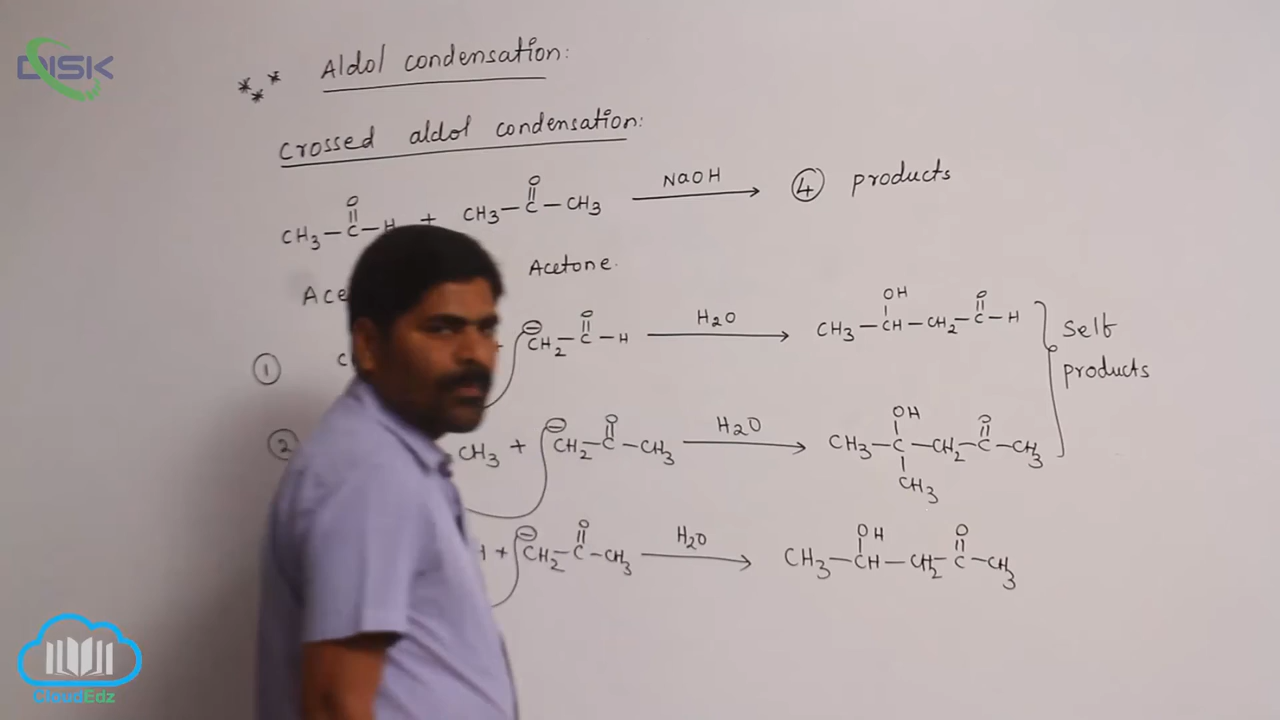 DISK
Aldol condensation:
Crossed aldol condensation:
O
CH3—C—H + CH3—C—CH3 NaOH → 4 products
O
Ace
Acetone.
1
CH2—C—H H2O → CH3—CH—CH2—C—H
O OH O
Self
products
2
CH3 + CH2—C—CH3 H2O → CH3—C—CH2—C—CH3
O OH O
CH3
+ CH2—C—CH3 H2O → CH3—CH—CH2—C—CH3
O OH O
CloudEdz